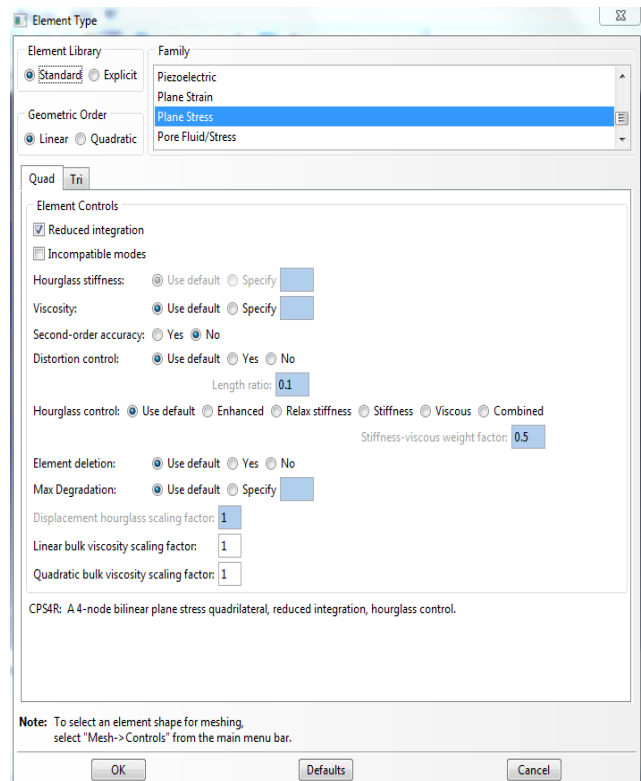 Element Type
Element Library
Family
Standard Explicit
Piezoelectric
Plane Strain
Plane Stress
Pore Fluid/Stress
Geometric Order
Linear Quadratic
Quad Tri
Element Controls
Reduced integration
Incompatible modes
Hourglass stiffness: Use default Specify
Viscosity: Use default Specify
Second-order accuracy: Yes No
Distortion control: Use default Yes No
Length ratio: 0.1
Hourglass control: Use default Enhanced Relax stiffness Stiffness Viscous Combined
Stiffness-viscous weight factor: 0.5
Element deletion: Use default Yes No
Max Degradation: Use default Specify
Displacement hourglass scaling factor: 1
Linear bulk viscosity scaling factor: 1
Quadratic bulk viscosity scaling factor: 1
CPS4R: A 4-node bilinear plane stress quadrilateral, reduced integration, hourglass control.
Note: To select an element shape for meshing,
select "Mesh->Controls" from the main menu bar.
OK Defaults Cancel